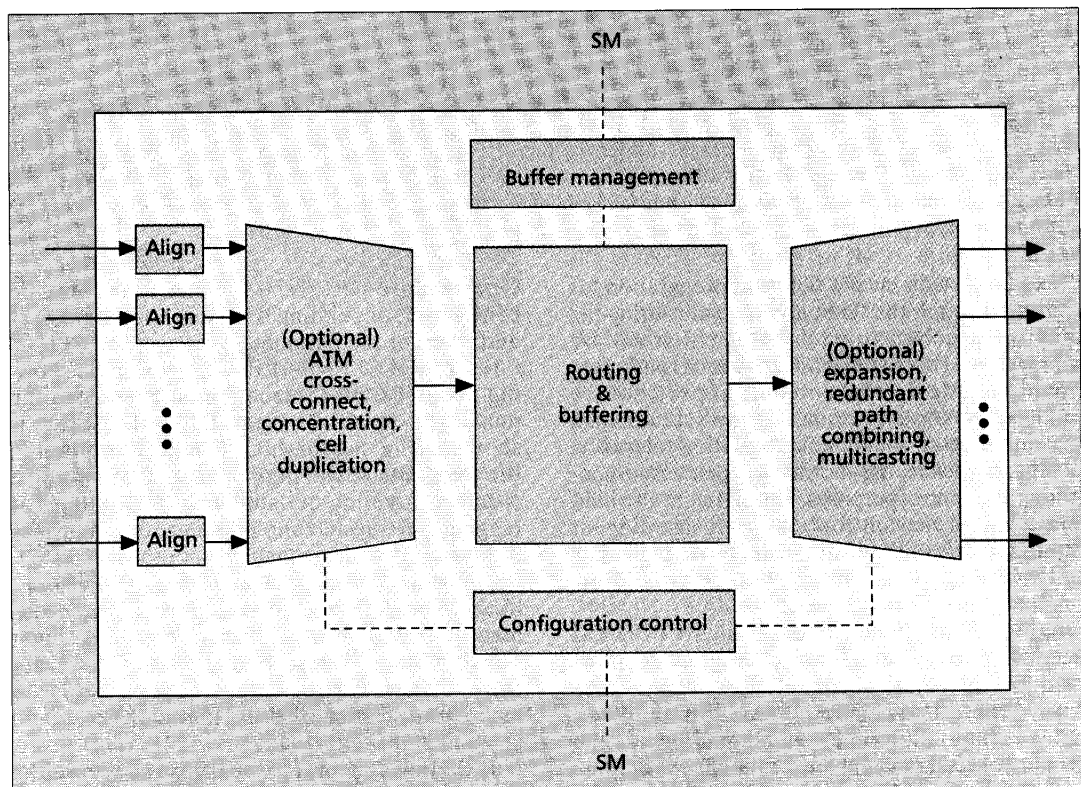 SM
Buffer management
Align
Align
Align
(Optional)
ATM
cross-
connect,
concentration,
cell
duplication
Routing
&
buffering
(Optional)
expansion,
redundant
path
combining,
multicasting
Configuration control
SM